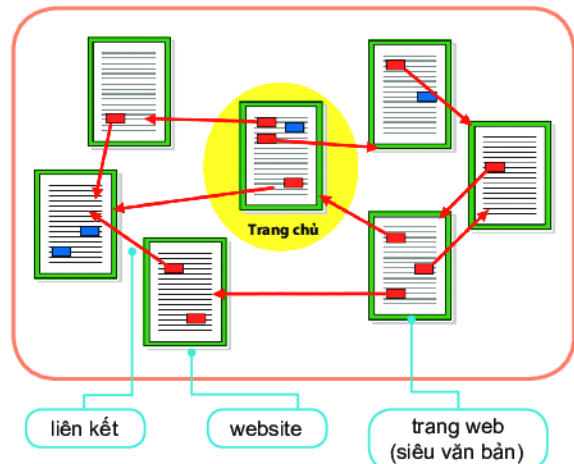 Trang chủ
liên kết
website
trang web
(siêu văn bản)